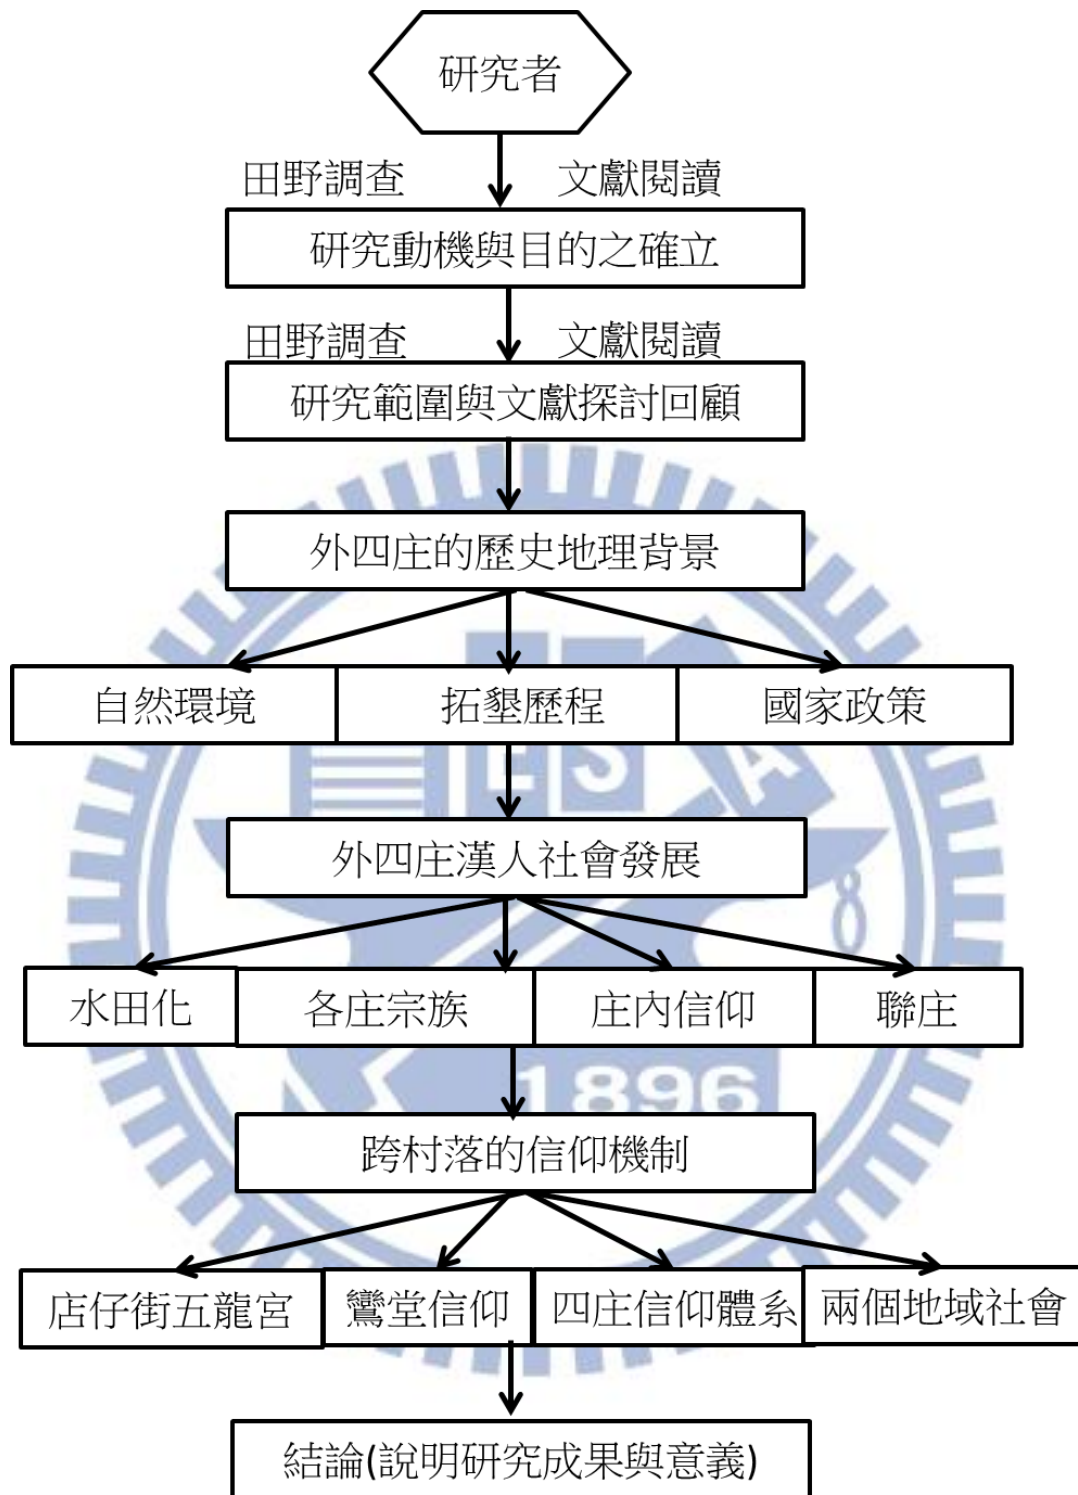 研究者
田野調查 文獻閱讀
研究動機與目的之確立
田野調查 文獻閱讀
研究範圍與文獻探討回顧
外四庄的歷史地理背景
自然環境 拓墾歷程 國家政策
ESA
外四庄漢人社會發展
水田化 各庄宗族 庄內信仰 聯庄
1896
跨村落的信仰機制
店仔街五龍宮 鸞堂信仰 四庄信仰體系 兩個地域社會
結論(說明研究成果與意義)